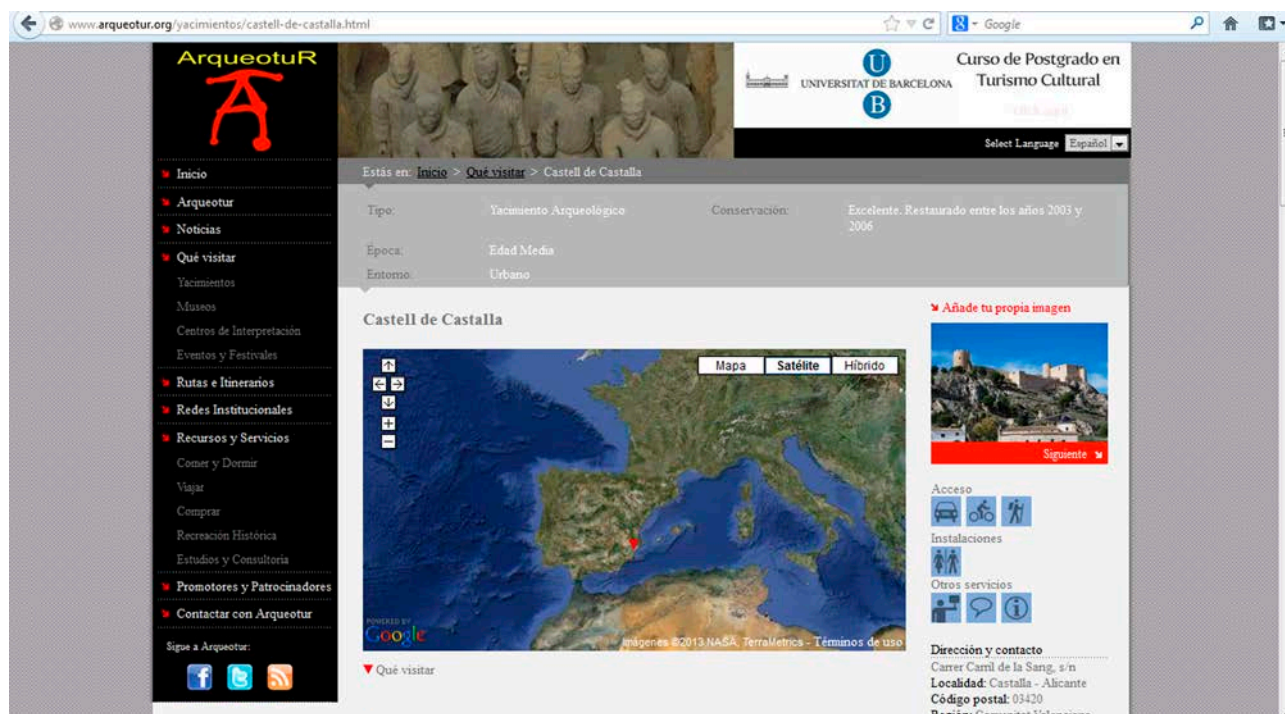 www.arqueotur.org/yacimientos/castell-de-castalla.html
Google
ArqueotuR
UNIVERSITAT DE BARCELONA
U
B
Curso de Postgrado en
Turismo Cultural
Select Language Español
Inicio
Arqueotur
Noticias
Qué visitar
Yacimientos
Museos
Centros de Interpretación
Eventos y Festivales
Rutas e Itinerarios
Redes Institucionales
Recursos y Servicios
Comer y Dormir
Viajar
Comprar
Recreación Histórica
Estudios y Consultoria
Promotores y Patrocinadores
Contactar con Arqueotur
Sigue a Arqueotur:
Estás en: Inicio > Qué visitar > Castell de Castalla
Tipo: Yacimiento Arqueológico Conservación: Excelente. Restaurado entre los años 2003 y
2006
Época: Edad Media
Entorno: Urbano
Castell de Castalla
Mapa Satélite Híbrido
POWERED BY
Google
Imágenes ©2013 NASA, TerraMetrics - Términos de uso
Qué visitar
Añade tu propia imagen
Siguiente
Acceso
Instalaciones
Otros servicios
Dirección y contacto
Carrer Carril de la Sang, s/n
Localidad: Castalla - Alicante
Código postal: 03420
Región: Comunitat Valenciana